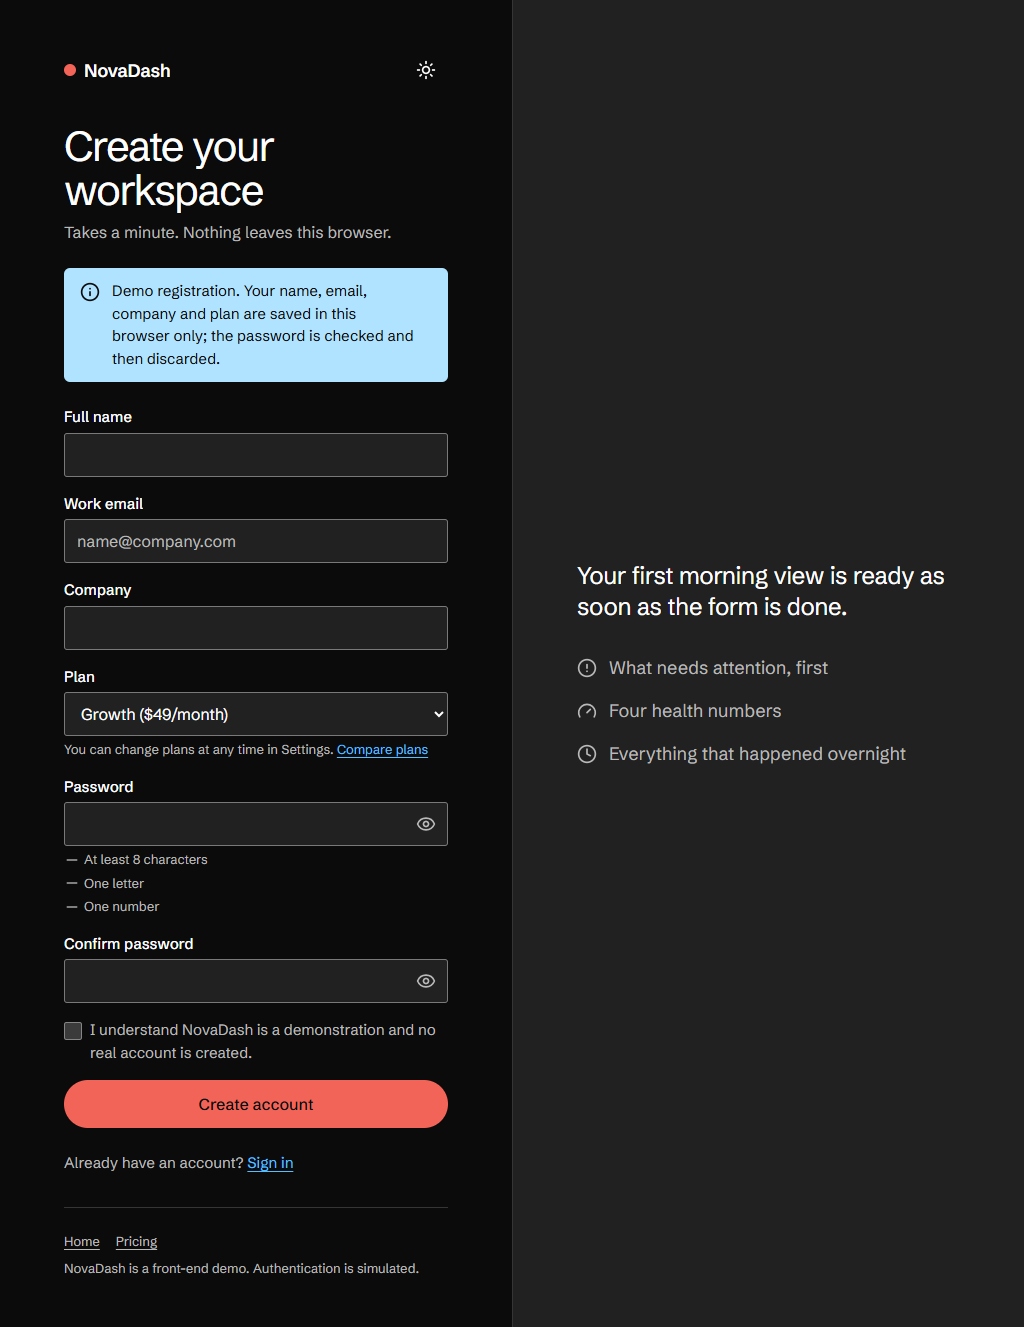 NovaDash
Create your
workspace
Takes a minute. Nothing leaves this browser.
Demo registration. Your name, email,
company and plan are saved in this
browser only; the password is checked and
then discarded.
Full name
Work email
name@company.com
Company
Plan
Growth ($49/month)
You can change plans at any time in Settings. Compare plans
Password
At least 8 characters
One letter
One number
Confirm password
I understand NovaDash is a demonstration and no
real account is created.
Create account
Already have an account? Sign in
Home Pricing
NovaDash is a front-end demo. Authentication is simulated.
Your first morning view is ready as
soon as the form is done.
What needs attention, first
Four health numbers
Everything that happened overnight